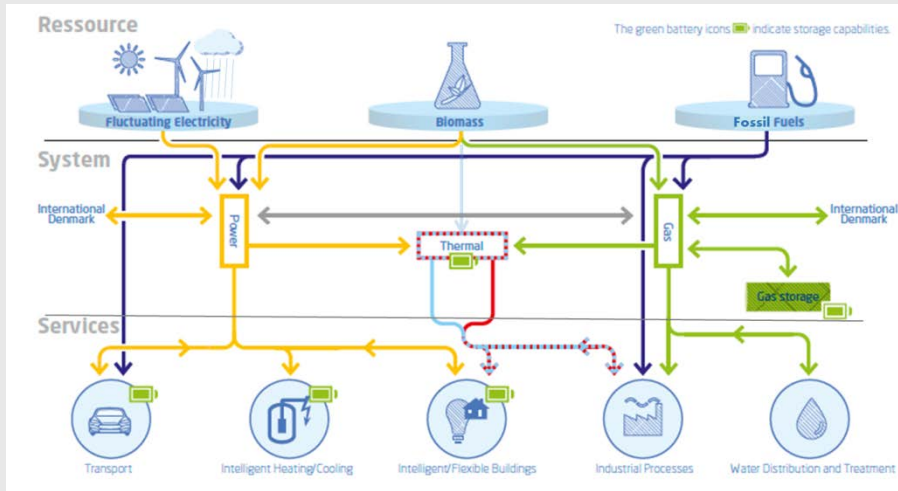 Ressource
The green battery icons indicate storage capabilities.
Fluctuating Electricity
Biomass
Fossil Fuels
System
International
Denmark
Power
Thermal
Gas
International
Denmark
Gas storage
Services
Transport
Intelligent Heating/Cooling
Intelligent/Flexible Buildings
Industrial Processes
Water Distribution and Treatment